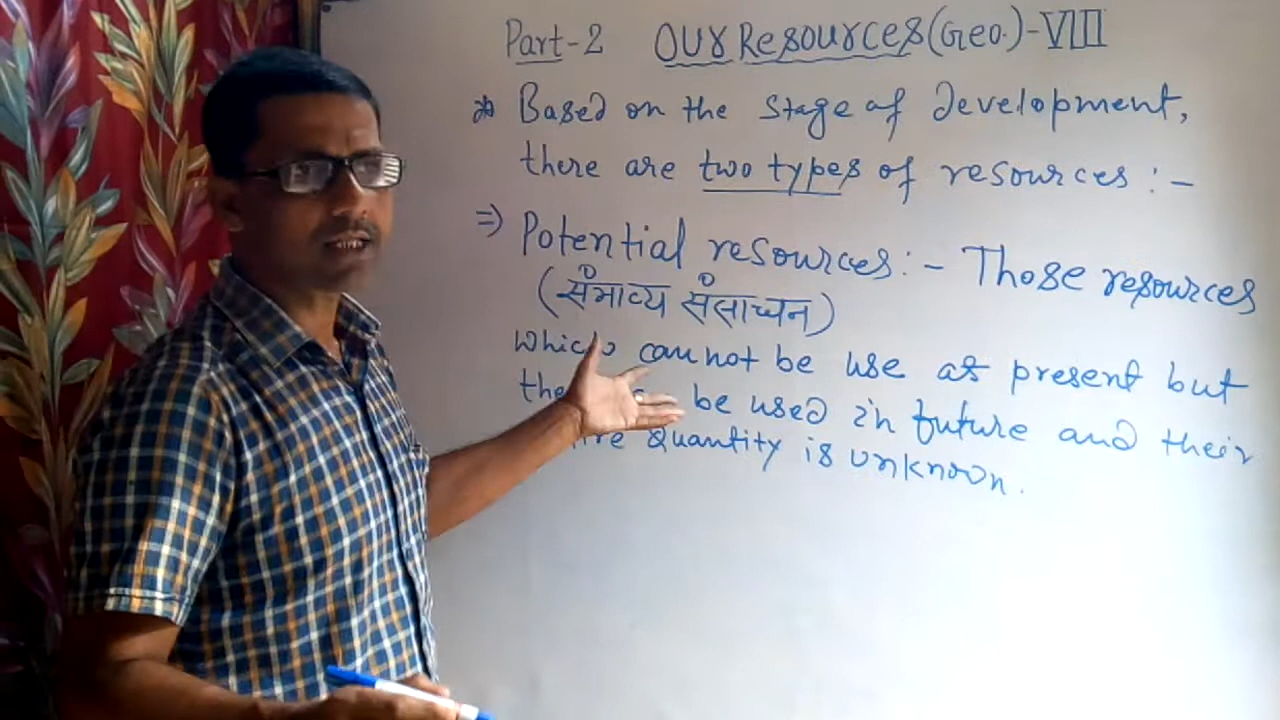 Part-2 Our Resources (Geo.)-VIII
Based on the stage of development,
there are two types of resources :-
⇒ Potential resources :- Those resources
(संभाव्य संसाधन)
which cannot be use at present but
be used in future and their
quantity is unknown.